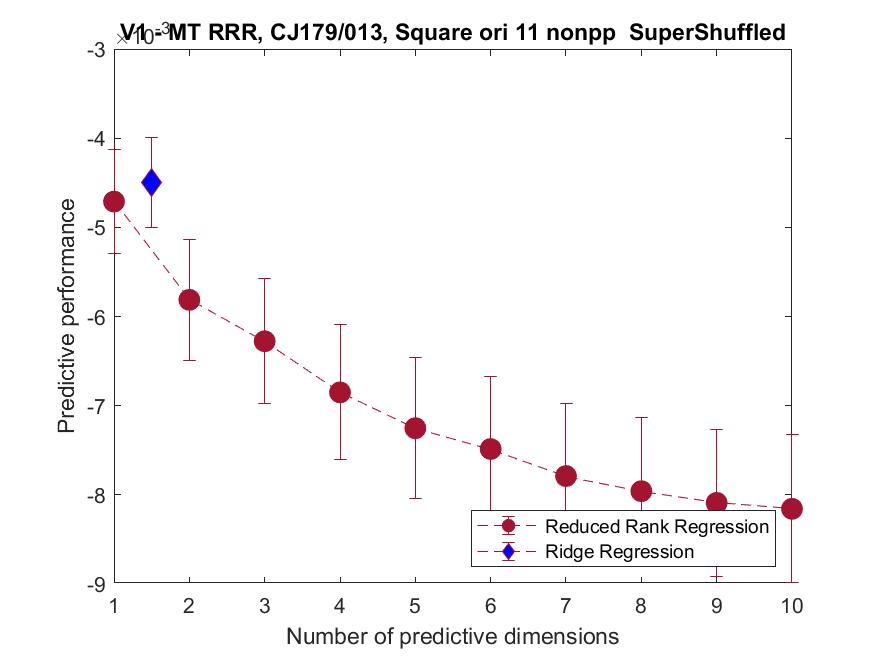 V1 - MT RRR, CJ179/013, Square ori 11 nonpp  SuperShuffled
×10-3
-3
-4
-5
-6
-7
-8
-9
Predictive performance
1 2 3 4 5 6 7 8 9 10
Number of predictive dimensions
Reduced Rank Regression
Ridge Regression